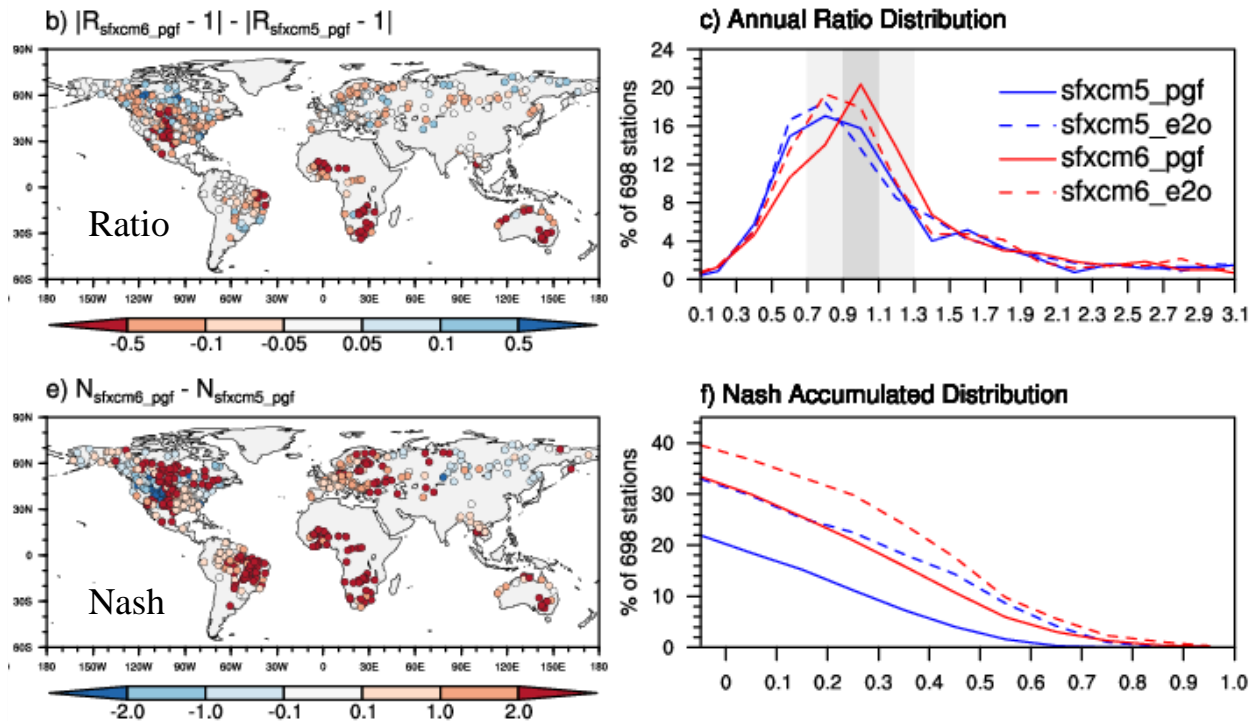 b) |R_sfxcm6_pgf - 1| - |R_sfxcm5_pgf - 1|
90N
60N
30N
0
30S
60S
Ratio
180 150W 120W 90W 60W 30W 0 30E 60E 90E 120E 150E 180
-0.5 -0.1 -0.05 0.05 0.1 0.5
c) Annual Ratio Distribution
% of 698 stations
24
20
16
12
8
4
0
sfxcm5_pgf
sfxcm5_e2o
sfxcm6_pgf
sfxcm6_e2o
0.1 0.3 0.5 0.7 0.9 1.1 1.3 1.5 1.7 1.9 2.1 2.3 2.5 2.6 2.7 2.9 3.1
e) N_sfxcm6_pgf - N_sfxcm5_pgf
90N
60N
30N
0
30S
60S
Nash
180 150W 120W 90W 60W 30W 0 30E 60E 90E 120E 150E 180
-2.0 -1.0 -0.1 0.1 1.0 2.0
f) Nash Accumulated Distribution
% of 698 stations
40
30
20
10
0
0 0.1 0.2 0.3 0.4 0.5 0.6 0.7 0.8 0.9 1.0